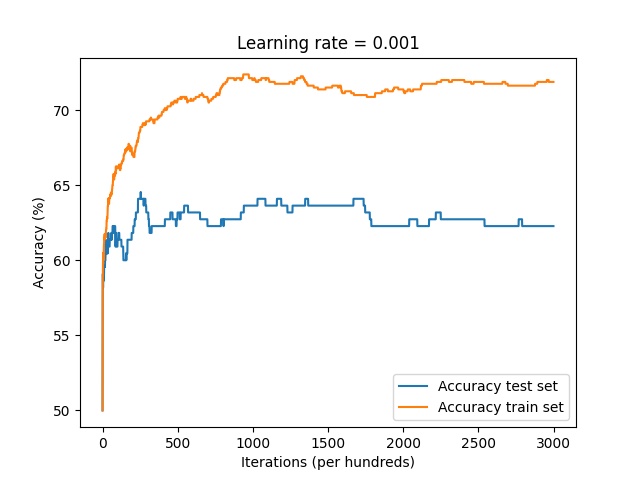 Learning rate = 0.001
Accuracy (%)
70
65
60
55
50
Accuracy test set
Accuracy train set
0 500 1000 1500 2000 2500 3000
Iterations (per hundreds)